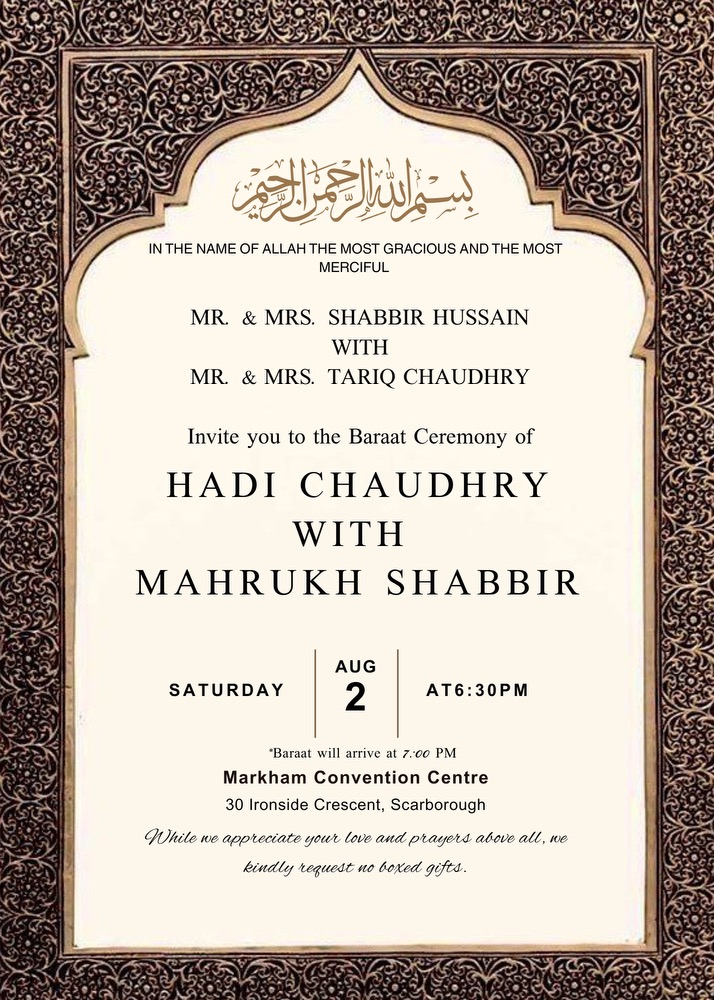 بسم الله الرحمن الرحيم
IN THE NAME OF ALLAH THE MOST GRACIOUS AND THE MOST
MERCIFUL
MR. & MRS. SHABBIR HUSSAIN
WITH
MR. & MRS. TARIQ CHAUDHRY
Invite you to the Baraat Ceremony of
HADI CHAUDHRY
WITH
MAHRUKH SHABBIR
SATURDAY
AUG
2
AT6:30PM
*Baraat will arrive at 7:00 PM
Markham Convention Centre
30 Ironside Crescent, Scarborough
While we appreciate your love and prayers above all, we
kindly request no boxed gifts.